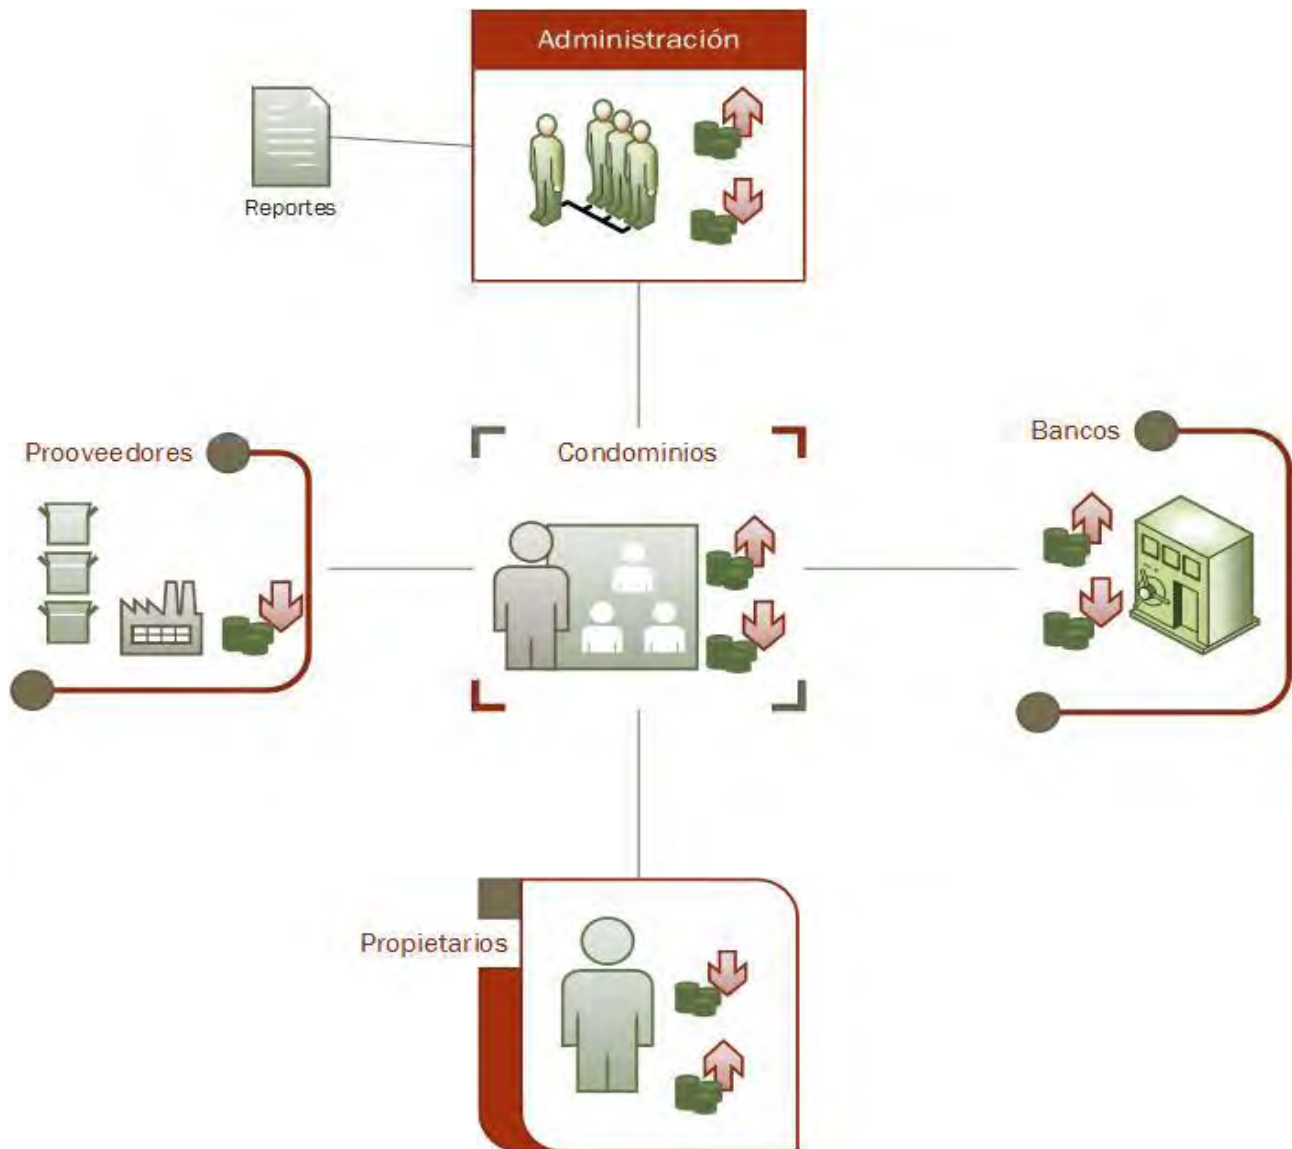 Administración
Reportes
Prooveedores
Condominios
Bancos
Propietarios